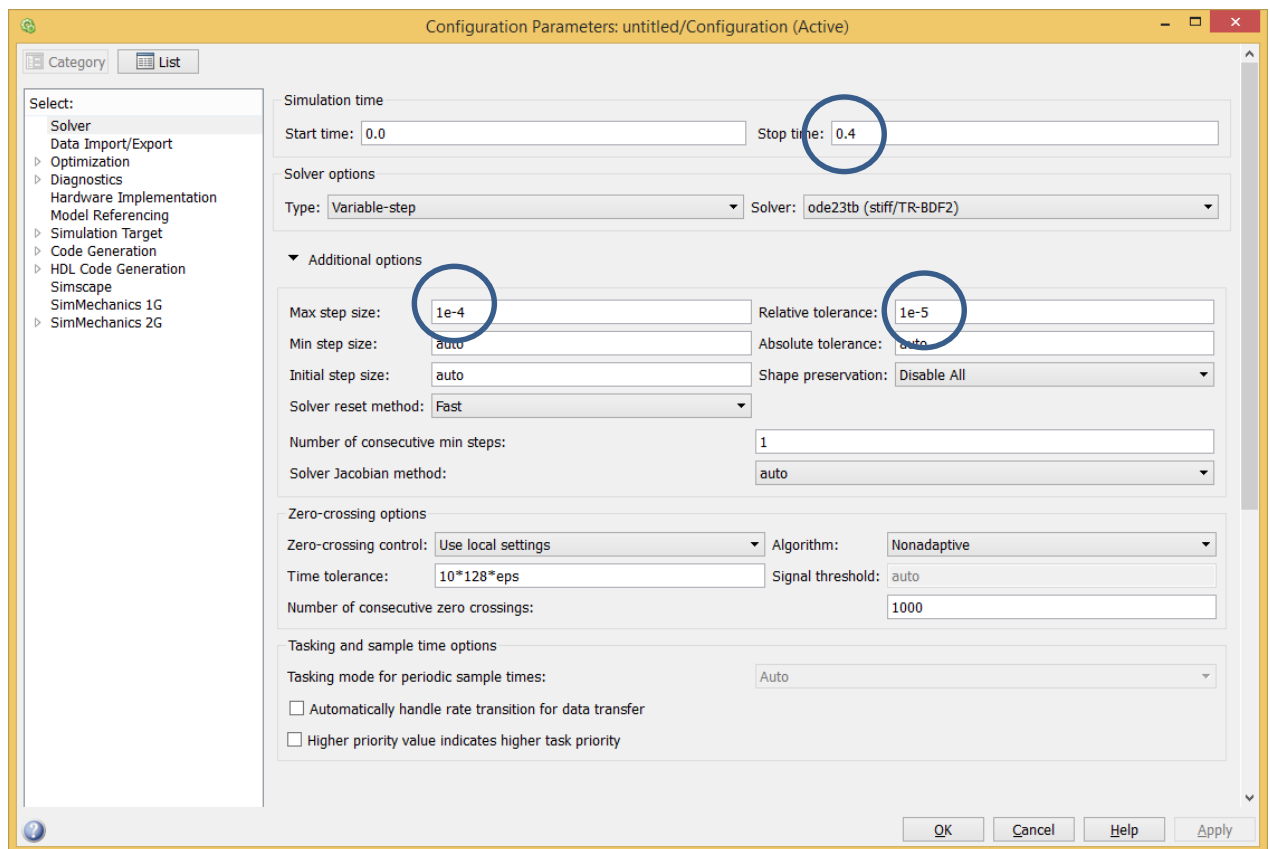 Configuration Parameters: untitled/Configuration (Active)
Category List
Select:
Solver
Data Import/Export
Optimization
Diagnostics
Hardware Implementation
Model Referencing
Simulation Target
Code Generation
HDL Code Generation
Simscape
SimMechanics 1G
SimMechanics 2G
Simulation time
Start time: 0.0 Stop time: 0.4
Solver options
Type: Variable-step Solver: ode23tb (stiff/TR-BDF2)
Additional options
Max step size: 1e-4 Relative tolerance: 1e-5
Min step size: auto Absolute tolerance: auto
Initial step size: auto Shape preservation: Disable All
Solver reset method: Fast
Number of consecutive min steps: 1
Solver Jacobian method: auto
Zero-crossing options
Zero-crossing control: Use local settings Algorithm: Nonadaptive
Time tolerance: 10*128*eps Signal threshold: auto
Number of consecutive zero crossings: 1000
Tasking and sample time options
Tasking mode for periodic sample times: Auto
Automatically handle rate transition for data transfer
Higher priority value indicates higher task priority
OK Cancel Help Apply